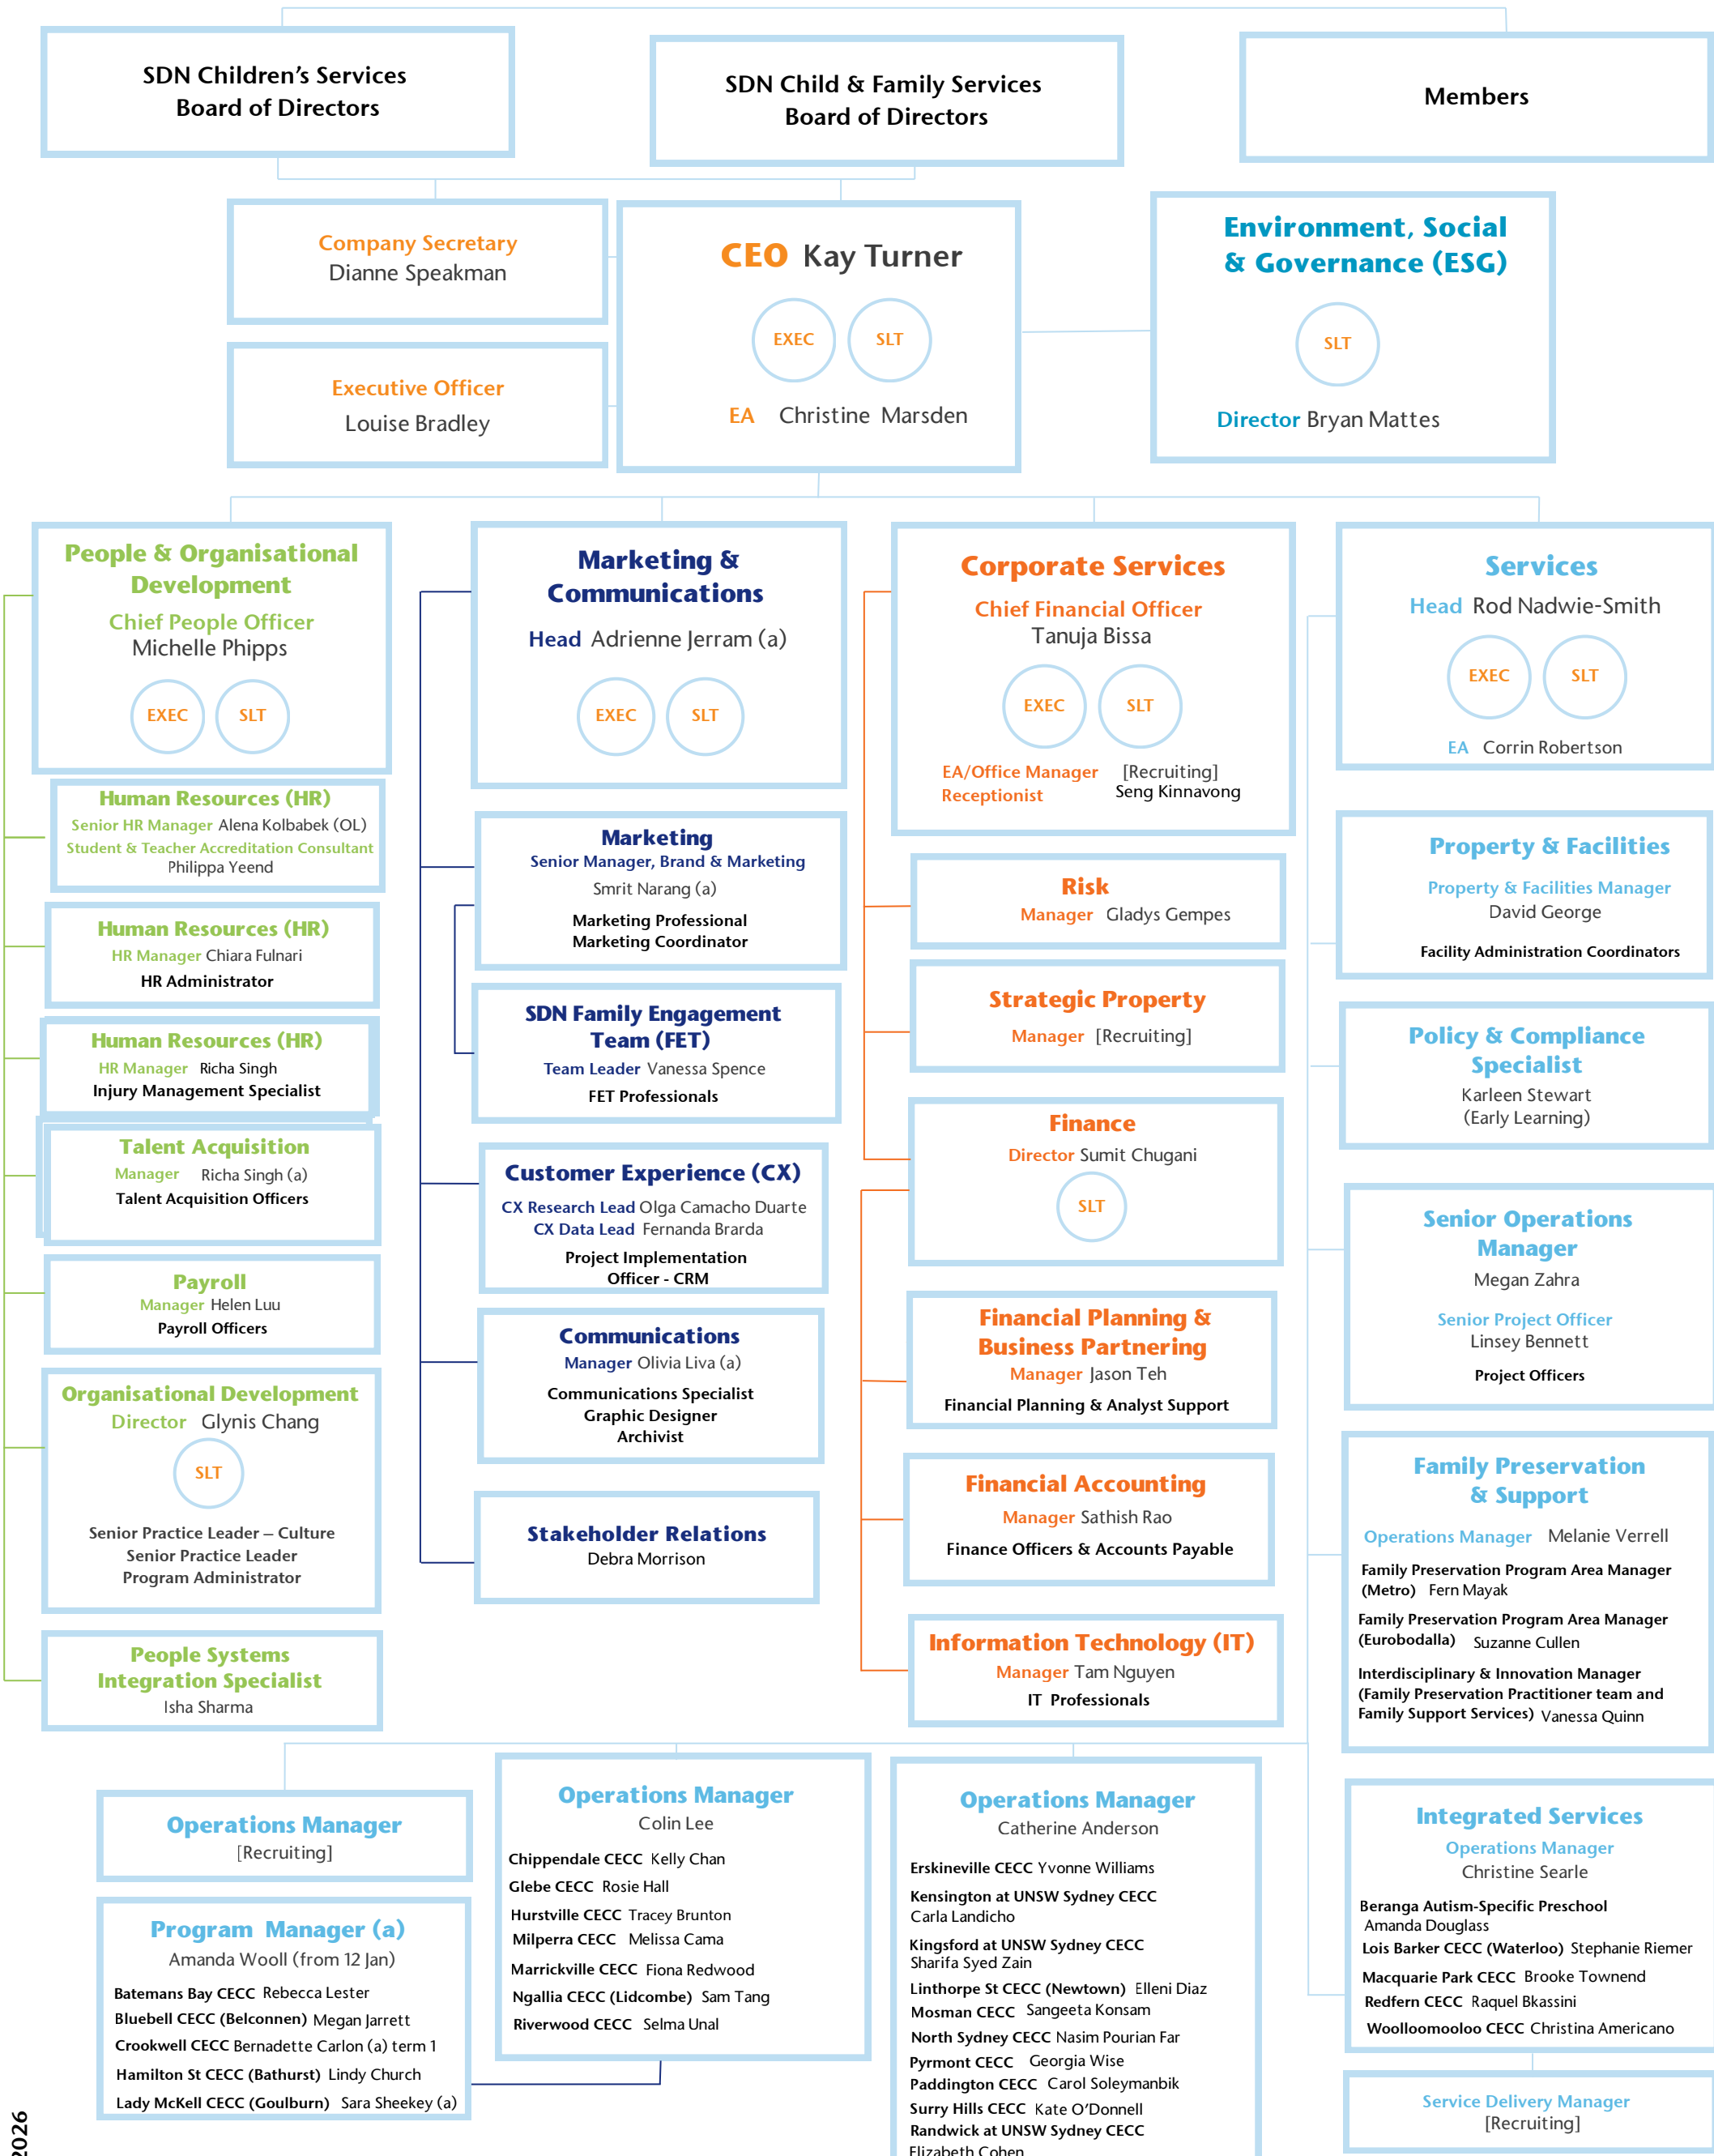 SDN Children's Services
Board of Directors
SDN Child & Family Services
Board of Directors
Members
Company Secretary
Dianne Speakman
Executive Officer
Louise Bradley
CEO Kay Turner
EXEC SLT
EA Christine Marsden
Environment, Social
& Governance (ESG)
SLT
Director Bryan Mattes
People & Organisational
Development
Chief People Officer
Michelle Phipps
EXEC SLT
Human Resources (HR)
Senior HR Manager Alena Kolbabek (OL)
Student & Teacher Accreditation Consultant
Philippa Yeend
Human Resources (HR)
HR Manager Chiara Fulnari
HR Administrator
Human Resources (HR)
HR Manager Richa Singh
Injury Management Specialist
Talent Acquisition
Manager Richa Singh (a)
Talent Acquisition Officers
Payroll
Manager Helen Luu
Payroll Officers
Organisational Development
Director Glynis Chang
SLT
Senior Practice Leader – Culture
Senior Practice Leader
Program Administrator
People Systems
Integration Specialist
Isha Sharma
Marketing &
Communications
Head Adrienne Jerram (a)
EXEC SLT
Marketing
Senior Manager, Brand & Marketing
Smrit Narang (a)
Marketing Professional
Marketing Coordinator
SDN Family Engagement
Team (FET)
Team Leader Vanessa Spence
FET Professionals
Customer Experience (CX)
CX Research Lead Olga Camacho Duarte
CX Data Lead Fernanda Brarda
Project Implementation
Officer - CRM
Communications
Manager Olivia Liva (a)
Communications Specialist
Graphic Designer
Archivist
Stakeholder Relations
Debra Morrison
Corporate Services
Chief Financial Officer
Tanuja Bissa
EXEC SLT
EA/Office Manager [Recruiting]
Receptionist Seng Kinnavong
Risk
Manager Gladys Gempes
Strategic Property
Manager [Recruiting]
Finance
Director Sumit Chugani
SLT
Financial Planning &
Business Partnering
Manager Jason Teh
Financial Planning & Analyst Support
Financial Accounting
Manager Sathish Rao
Finance Officers & Accounts Payable
Information Technology (IT)
Manager Tam Nguyen
IT Professionals
Services
Head Rod Nadwie-Smith
EXEC SLT
EA Corrin Robertson
Property & Facilities
Property & Facilities Manager
David George
Facility Administration Coordinators
Policy & Compliance
Specialist
Karleen Stewart
(Early Learning)
Senior Operations
Manager
Megan Zahra
Senior Project Officer
Linsey Bennett
Project Officers
Family Preservation
& Support
Operations Manager Melanie Verrell
Family Preservation Program Area Manager
(Metro) Fern Mayak
Family Preservation Program Area Manager
(Eurobodalla) Suzanne Cullen
Interdisciplinary & Innovation Manager
(Family Preservation Practitioner team and
Family Support Services) Vanessa Quinn
Operations Manager
[Recruiting]
Program Manager (a)
Amanda Wooll (from 12 Jan)
Batemans Bay CECC Rebecca Lester
Bluebell CECC (Belconnen) Megan Jarrett
Crookwell CECC Bernadette Carlon (a) term 1
Hamilton St CECC (Bathurst) Lindy Church
Lady McKell CECC (Goulburn) Sara Sheekey (a)
Operations Manager
Colin Lee
Chippendale CECC Kelly Chan
Glebe CECC Rosie Hall
Hurstville CECC Tracey Brunton
Milperra CECC Melissa Cama
Marrickville CECC Fiona Redwood
Ngallia CECC (Lidcombe) Sam Tang
Riverwood CECC Selma Unal
Operations Manager
Catherine Anderson
Erskineville CECC Yvonne Williams
Kensington at UNSW Sydney CECC
Carla Landicho
Kingsford at UNSW Sydney CECC
Sharifa Syed Zain
Linthorpe St CECC (Newtown) Elleni Diaz
Mosman CECC Sangeeta Konsam
North Sydney CECC Nasim Pourian Far
Pyrmont CECC Georgia Wise
Paddington CECC Carol Soleymanbik
Surry Hills CECC Kate O'Donnell
Randwick at UNSW Sydney CECC
Elizabeth Cohen
Integrated Services
Operations Manager
Christine Searle
Beranga Autism-Specific Preschool
Amanda Douglass
Lois Barker CECC (Waterloo) Stephanie Riemer
Macquarie Park CECC Brooke Townend
Redfern CECC Raquel Bkassini
Woolloomooloo CECC Christina Americano
Service Delivery Manager
[Recruiting]
2026